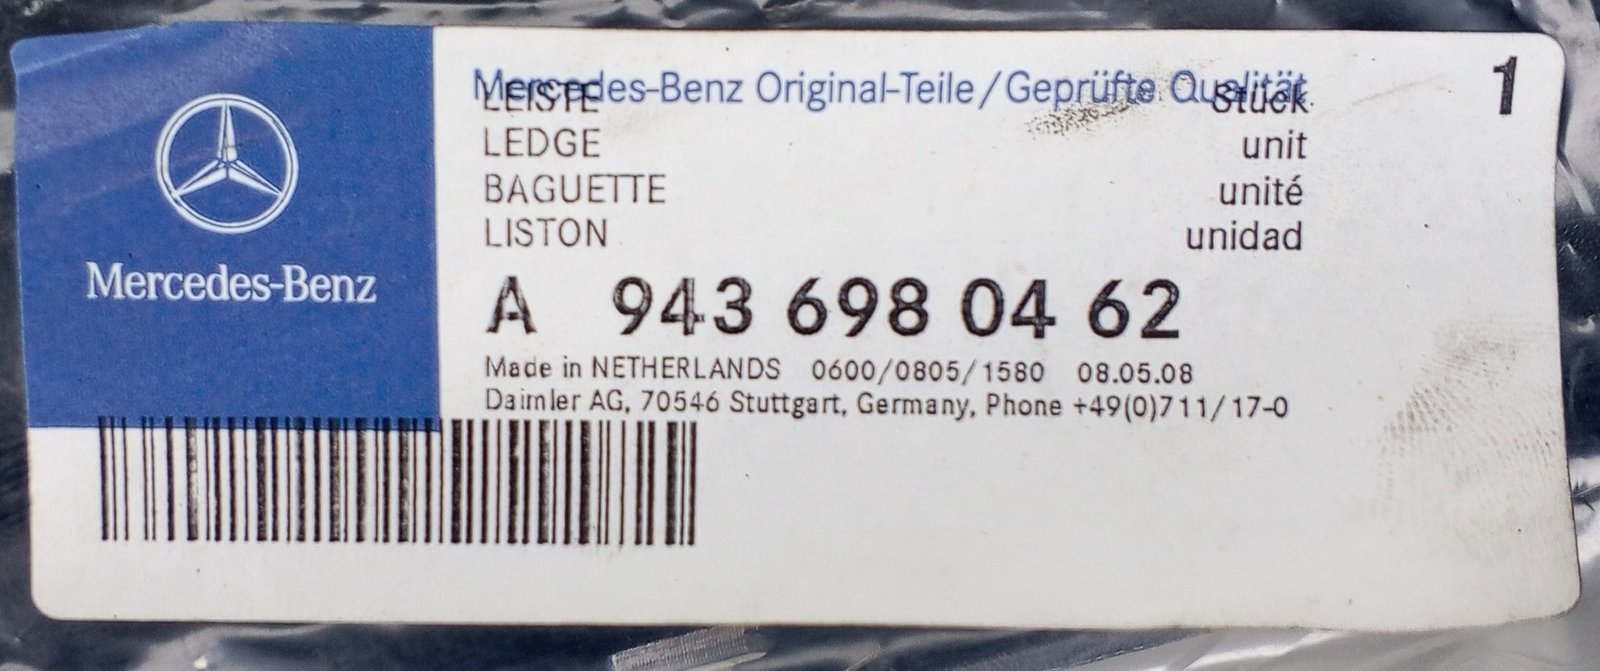 Mercedes-Benz
Mercedes-Benz Original-Teile/Geprüfte Qualität
LEISTE Stück 1
LEDGE unit
BAGUETTE unité
LISTON unidad
A 943 698 04 62
Made in NETHERLANDS 0600/0805/1580 08.05.08
Daimler AG, 70546 Stuttgart, Germany, Phone +49(0)711/17-0